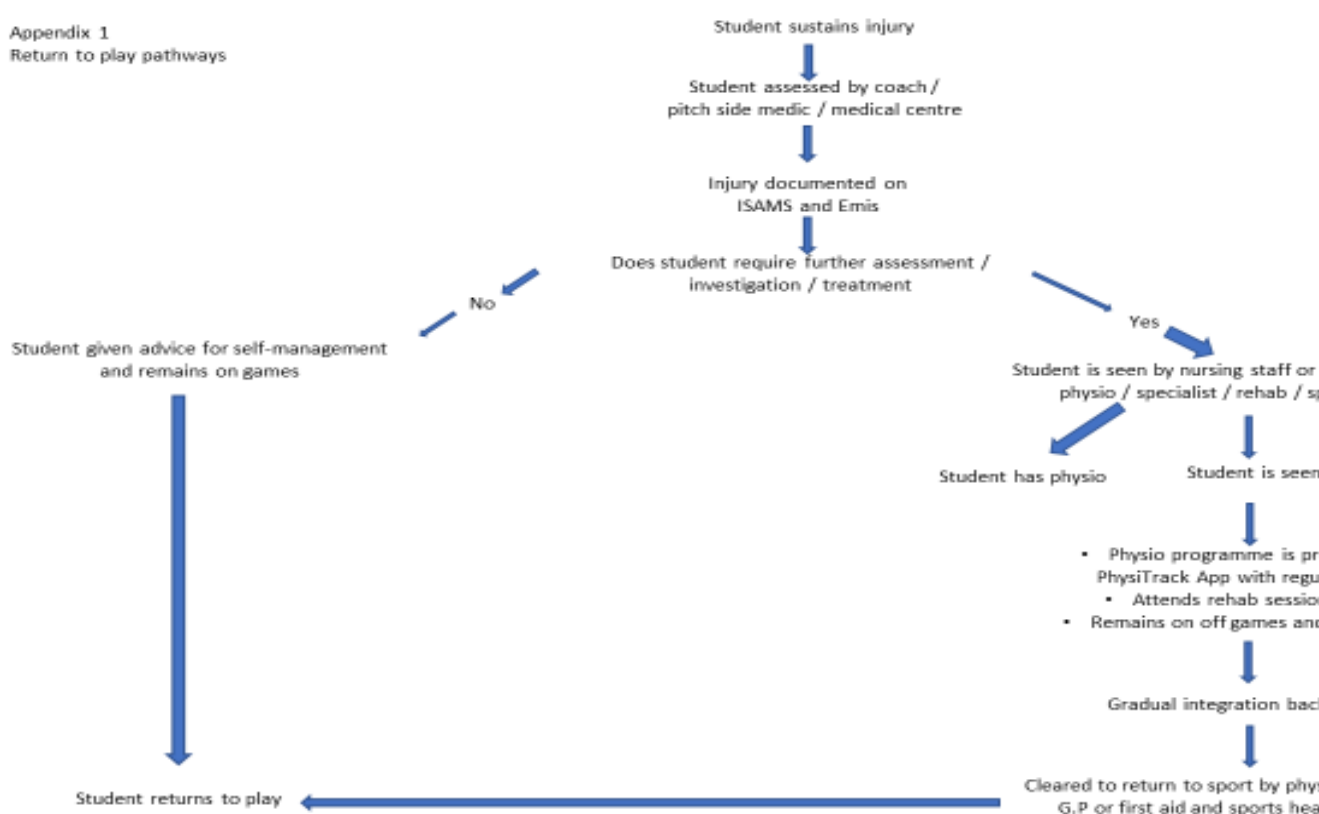 Appendix 1
Return to play pathways
Student sustains injury
Student assessed by coach /
pitch side medic / medical centre
Injury documented on
ISAMS and Emis
Does student require further assessment /
investigation / treatment
No
Yes
Student given advice for self-management
and remains on games
Student is seen by nursing staff or
physio / specialist / rehab /
Student has physio
Student is seen
▪ Physio programme is
PhysiTrack App with
▪ Attends rehab
▪ Remains on off games
Gradual integration
Cleared to return to sport by
G.P or first aid and sports
Student returns to play